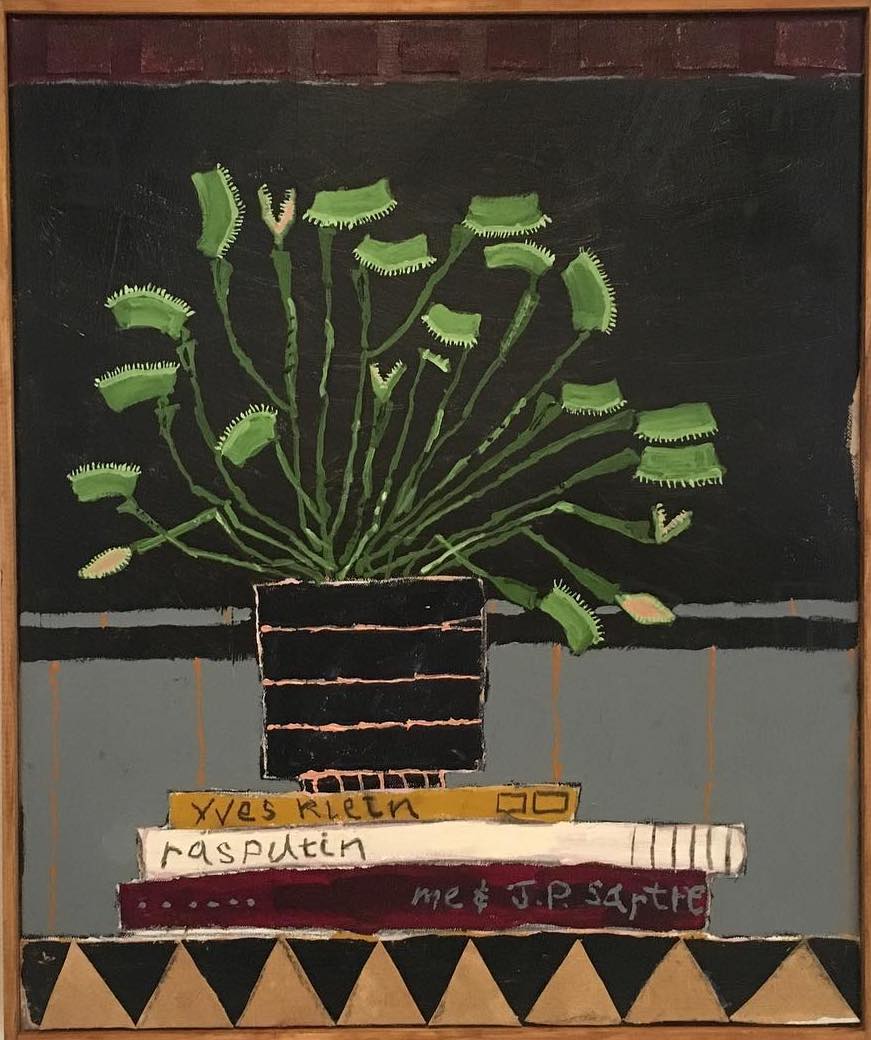 Yves Klein
rasputin
...... me & J.P. Sartre